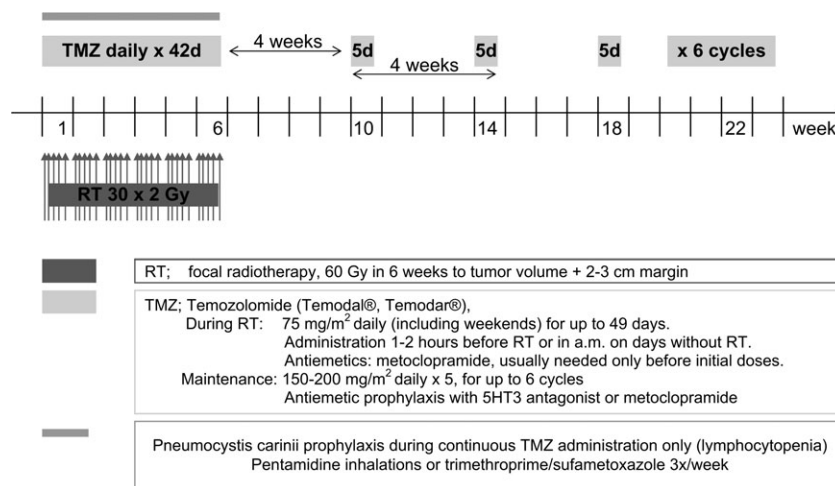 TMZ daily x 42d
4 weeks
5d
5d
5d
x 6 cycles
4 weeks
1
6
10
14
18
22
week
RT 30 x 2 Gy
RT; focal radiotherapy, 60 Gy in 6 weeks to tumor volume + 2-3 cm margin
TMZ; Temozolomide (Temodal®, Temodar®),
During RT: 75 mg/m² daily (including weekends) for up to 49 days.
Administration 1-2 hours before RT or in a.m. on days without RT.
Antiemetics: metoclopramide, usually needed only before initial doses.
Maintenance: 150-200 mg/m² daily x 5, for up to 6 cycles
Antiemetic prophylaxis with 5HT3 antagonist or metoclopramide
Pneumocystis carinii prophylaxis during continuous TMZ administration only (lymphocytopenia)
Pentamidine inhalations or trimethroprime/sufametoxazole 3x/week